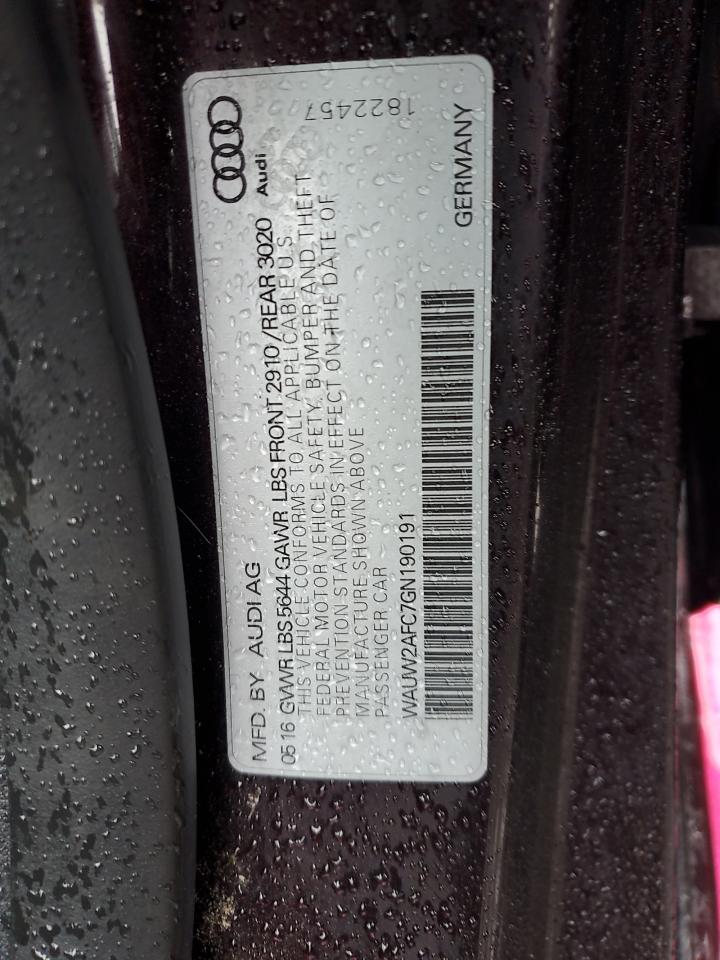 MFD. BY AUDI AG
Audi
0516 GVWR LBS 5644 GAWR LBS FRONT 2910/REAR 3020
THIS VEHICLE CONFORMS TO ALL APPLICABLE U.S.
FEDERAL MOTOR VEHICLE SAFETY, BUMPER AND THEFT
PREVENTION STANDARDS IN EFFECT ON THE DATE OF
MANUFACTURE SHOWN ABOVE
PASSENGER CAR
1822457
WAUW2AFC7GN190191
GERMANY